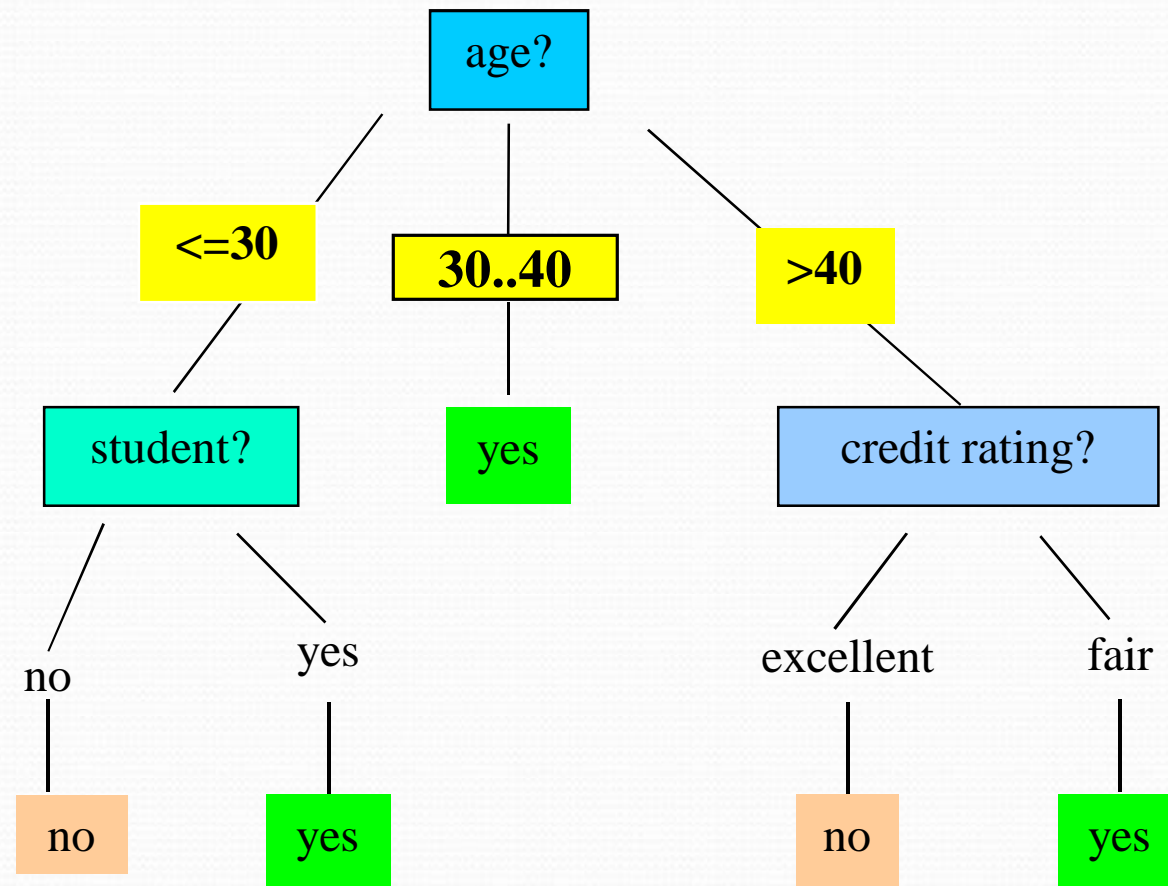 age?
<=30
30..40
>40
student?
yes
credit rating?
no
yes
excellent
fair
no
yes
no
yes